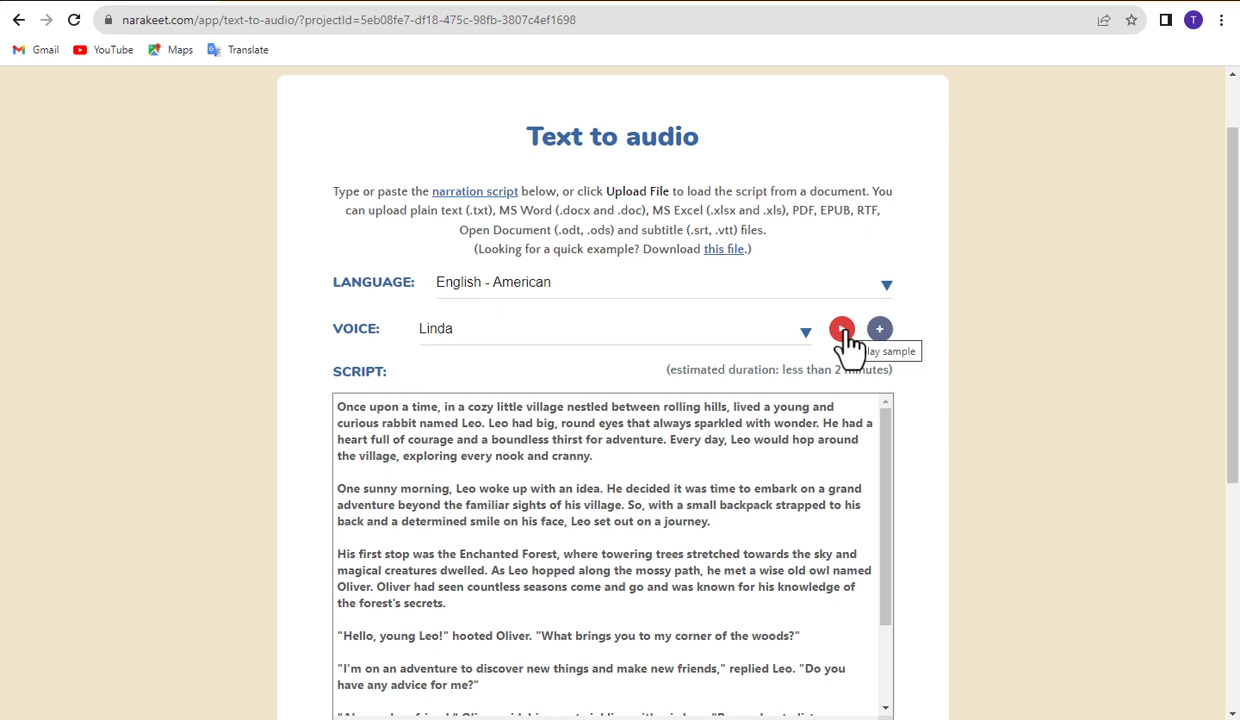 narakeet.com/app/text-to-audio/?projectId=5eb08fe7-df18-475c-98fb-3807c4ef1698
T
Gmail YouTube Maps Translate
Text to audio
Type or paste the narration script below, or click Upload File to load the script from a document. You
can upload plain text (.txt), MS Word (.docx and .doc), MS Excel (.xlsx and .xls), PDF, EPUB, RTF,
Open Document (.odt, .ods) and subtitle (.srt, .vtt) files.
(Looking for a quick example? Download this file.)
LANGUAGE: English - American
VOICE: Linda
lay sample
SCRIPT: (estimated duration: less than 2 minutes)
Once upon a time, in a cozy little village nestled between rolling hills, lived a young and
curious rabbit named Leo. Leo had big, round eyes that always sparkled with wonder. He had a
heart full of courage and a boundless thirst for adventure. Every day, Leo would hop around
the village, exploring every nook and cranny.
One sunny morning, Leo woke up with an idea. He decided it was time to embark on a grand
adventure beyond the familiar sights of his village. So, with a small backpack strapped to his
back and a determined smile on his face, Leo set out on a journey.
His first stop was the Enchanted Forest, where towering trees stretched towards the sky and
magical creatures dwelled. As Leo hopped along the mossy path, he met a wise old owl named
Oliver. Oliver had seen countless seasons come and go and was known for his knowledge of
the forest's secrets.
"Hello, young Leo!" hooted Oliver. "What brings you to my corner of the woods?"
"I'm on an adventure to discover new things and make new friends," replied Leo. "Do you
have any advice for me?"